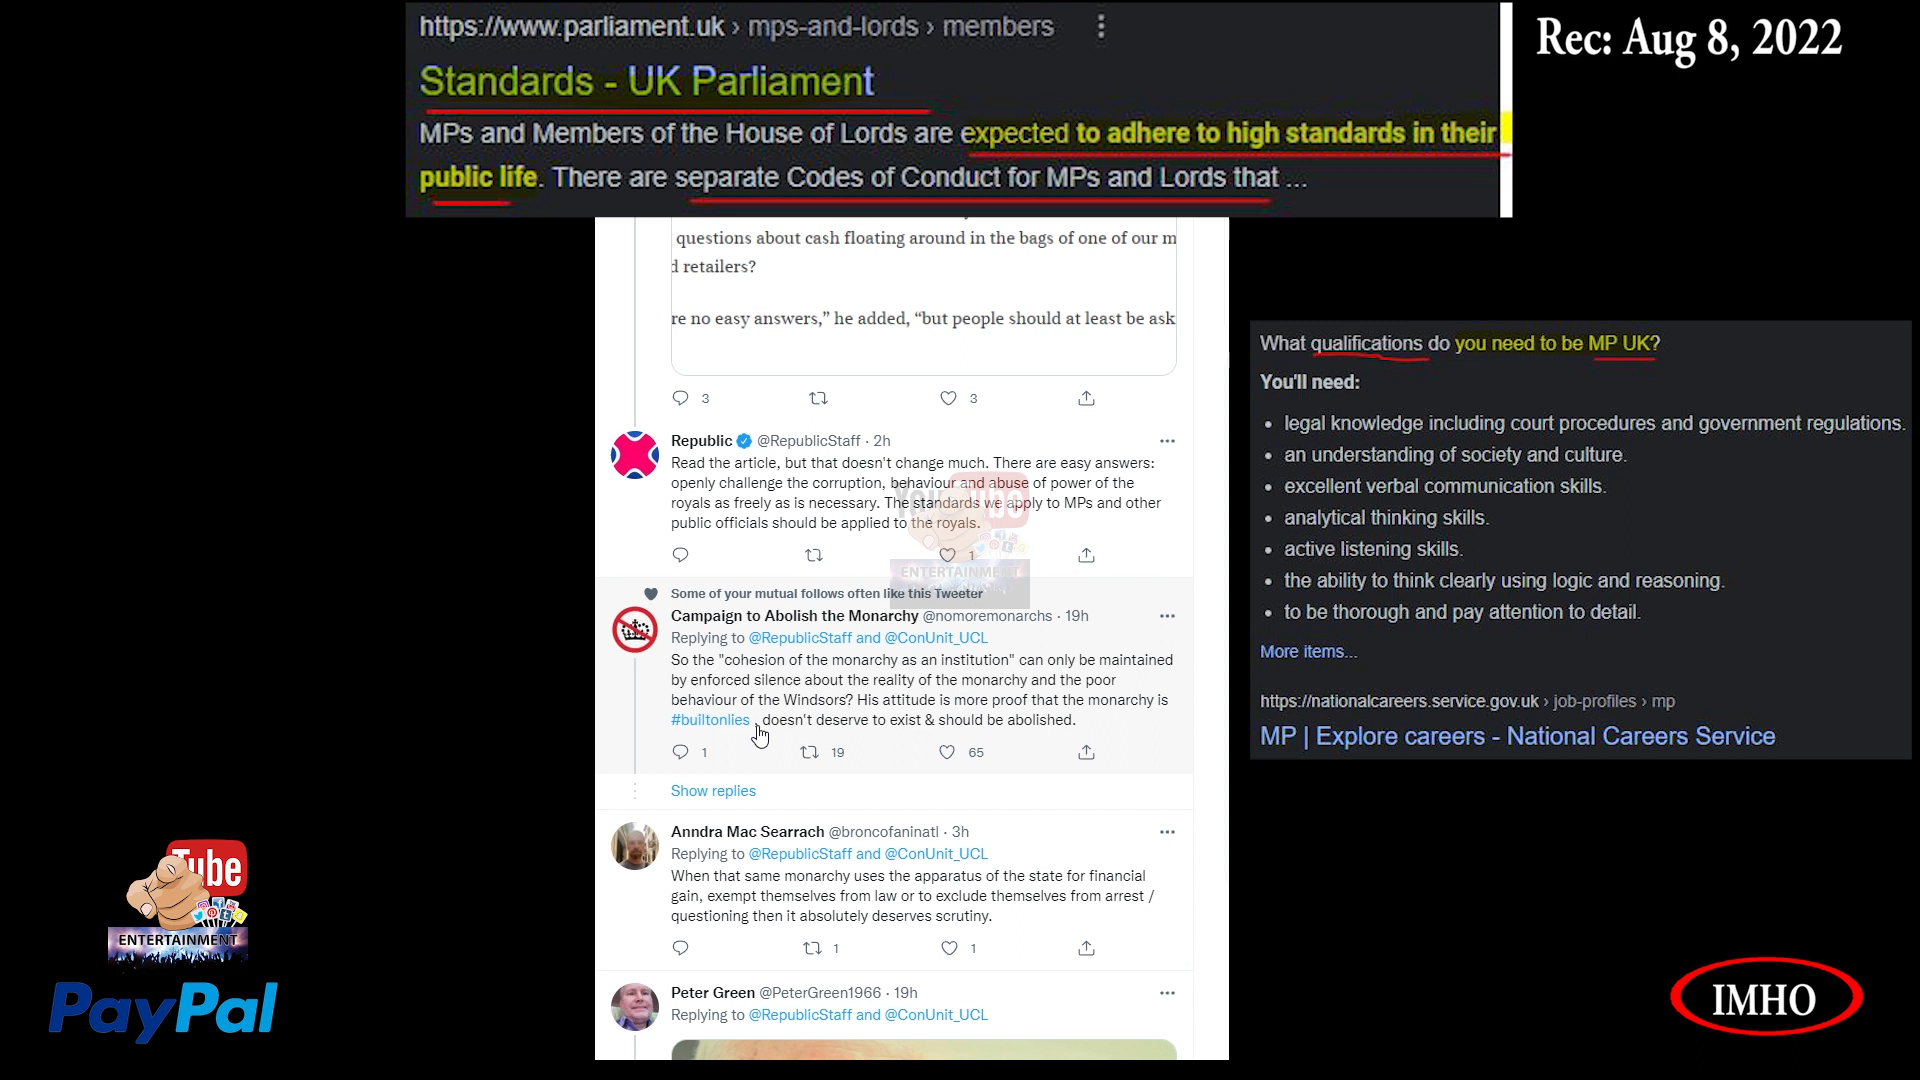 https://www.parliament.uk › mps-and-lords › members
Standards - UK Parliament
MPs and Members of the House of Lords are expected to adhere to high standards in their
public life. There are separate Codes of Conduct for MPs and Lords that ...
Rec: Aug 8, 2022
questions about cash floating around in the bags of one of our m
d retailers?
re no easy answers,” he added, “but people should at least be ask
3
3
Republic @RepublicStaff · 2h
Read the article, but that doesn't change much. There are easy answers:
openly challenge the corruption, behaviour and abuse of power of the
royals as freely as is necessary. The standards we apply to MPs and other
public officials should be applied to the royals.
1
YouTube
ENTERTAINMENT
Some of your mutual follows often like this Tweeter
Campaign to Abolish the Monarchy @nomoremonarchs · 19h
Replying to @RepublicStaff and @ConUnit_UCL
So the "cohesion of the monarchy as an institution" can only be maintained
by enforced silence about the reality of the monarchy and the poor
behaviour of the Windsors? His attitude is more proof that the monarchy is
#builtonlies , doesn't deserve to exist & should be abolished.
1 19 65
Show replies
Anndra Mac Searrach @broncofaninatl · 3h
Replying to @RepublicStaff and @ConUnit_UCL
When that same monarchy uses the apparatus of the state for financial
gain, exempt themselves from law or to exclude themselves from arrest /
questioning then it absolutely deserves scrutiny.
1 1
Peter Green @PeterGreen1966 · 19h
Replying to @RepublicStaff and @ConUnit_UCL
What qualifications do you need to be MP UK?
You'll need:
• legal knowledge including court procedures and government regulations.
• an understanding of society and culture.
• excellent verbal communication skills.
• analytical thinking skills.
• active listening skills.
• the ability to think clearly using logic and reasoning.
• to be thorough and pay attention to detail.
More items...
https://nationalcareers.service.gov.uk › job-profiles › mp
MP | Explore careers - National Careers Service
Tube
ENTERTAINMENT
PayPal
IMHO